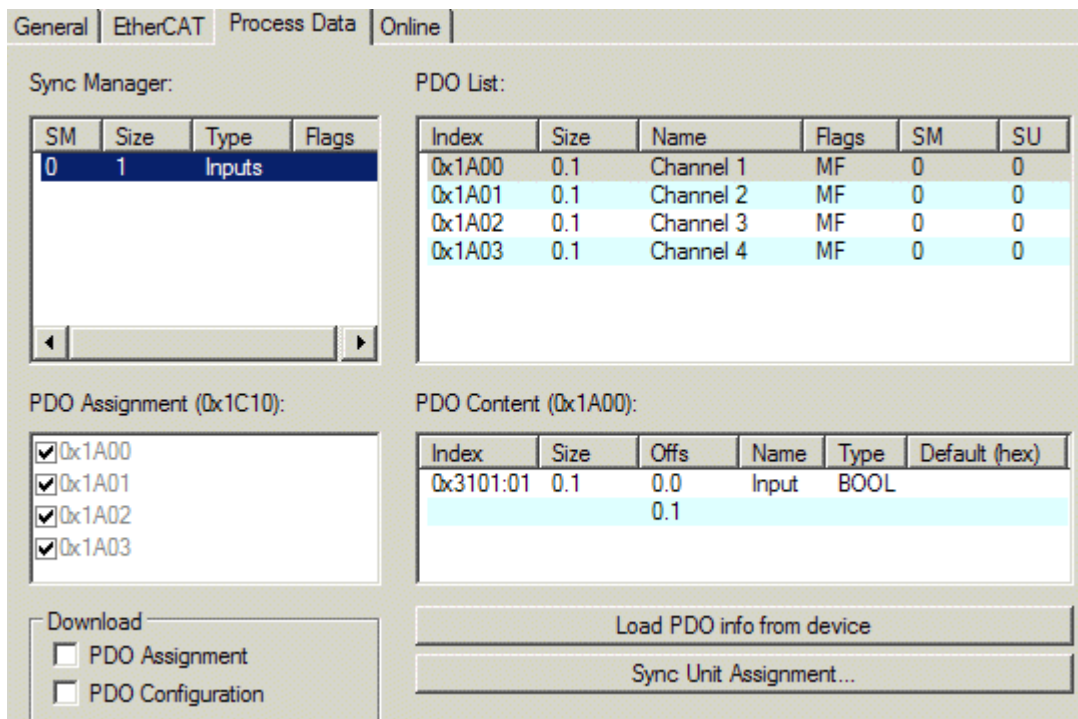 General EtherCAT Process Data Online
Sync Manager:
SM Size Type Flags
0 1 Inputs
PDO List:
Index Size Name Flags SM SU
0x1A00 0.1 Channel 1 MF 0 0
0x1A01 0.1 Channel 2 MF 0 0
0x1A02 0.1 Channel 3 MF 0 0
0x1A03 0.1 Channel 4 MF 0 0
PDO Assignment (0x1C10):
0x1A00
0x1A01
0x1A02
0x1A03
PDO Content (0x1A00):
Index Size Offs Name Type Default (hex)
0x3101:01 0.1 0.0 Input BOOL
0.1
Download
PDO Assignment
PDO Configuration
Load PDO info from device
Sync Unit Assignment...